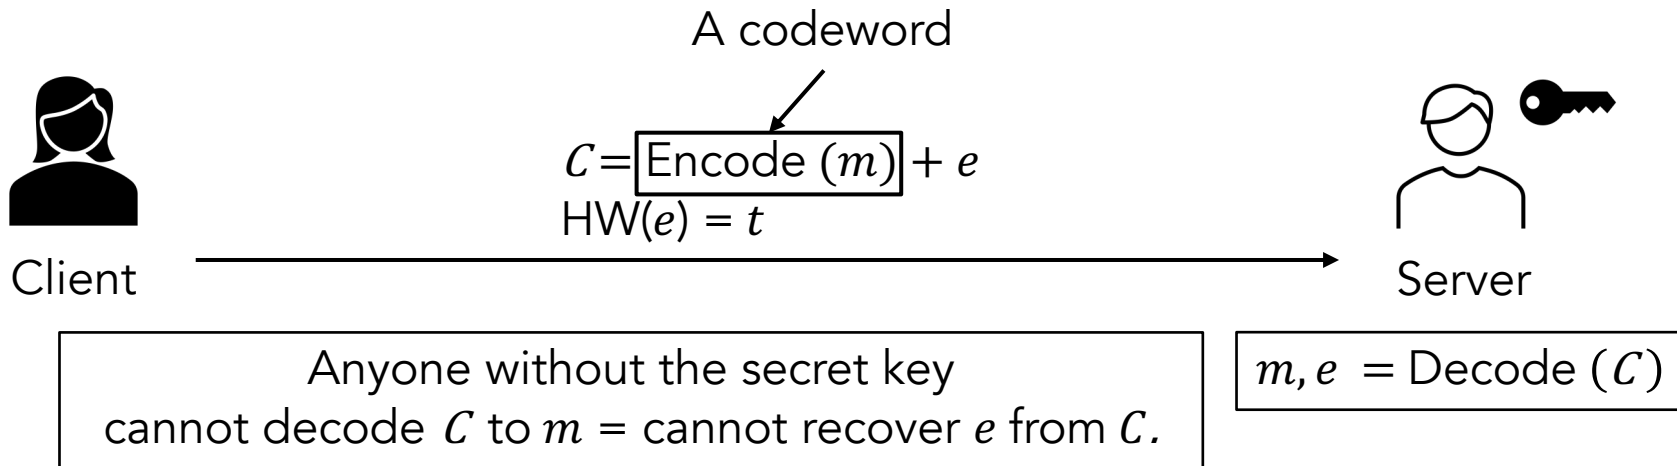 A codeword
C = Encode (m) + e
HW(e) = t
Client
Server
Anyone without the secret key
cannot decode C to m = cannot recover e from C.
m, e = Decode (C)